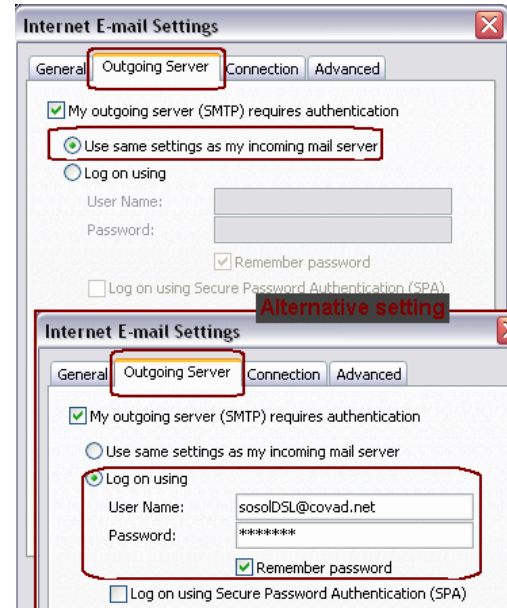 Internet E-mail Settings
General Outgoing Server Connection Advanced
My outgoing server (SMTP) requires authentication
Use same settings as my incoming mail server
Log on using
User Name:
Password:
Remember password
Log on using Secure Password Authentication (SPA)
Alternative setting
Internet E-mail Settings
General Outgoing Server Connection Advanced
My outgoing server (SMTP) requires authentication
Use same settings as my incoming mail server
Log on using
User Name: sosolDSL@covad.net
Password: *******
Remember password
Log on using Secure Password Authentication (SPA)